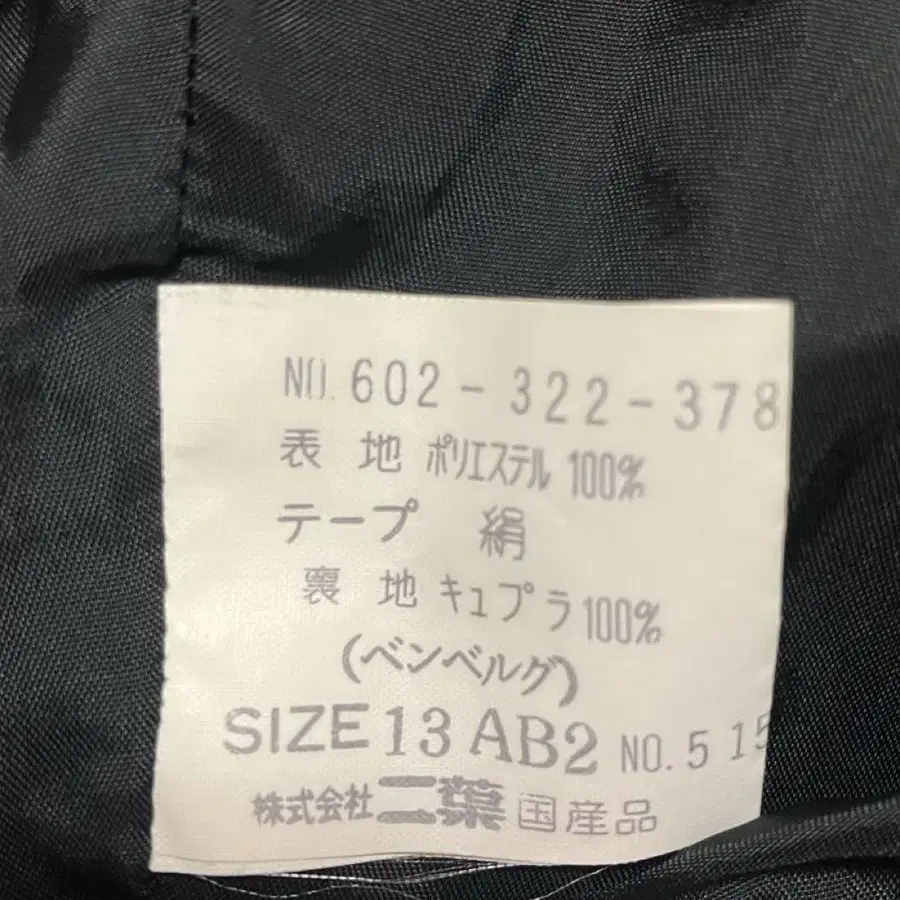 NO. 602-322-378
表 地 ポリエステル 100%
テープ 絹
裏 地 キュプラ 100%
(ベンベルグ)
SIZE 13 AB2 NO. 515
株式会社 二葉 国産品